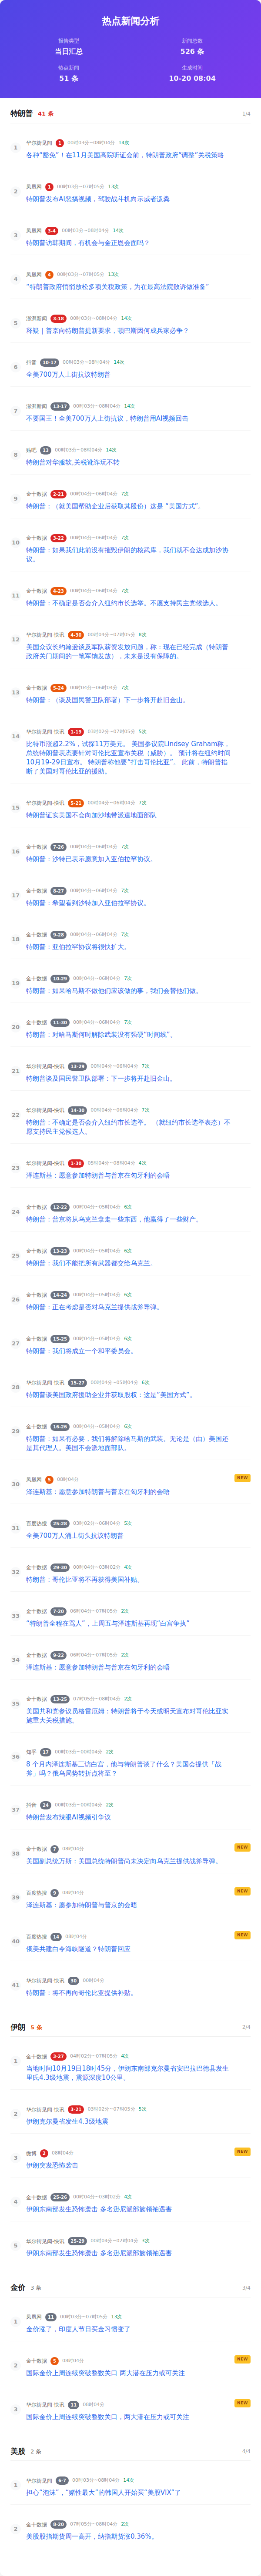 热点新闻分析
报告类型
新闻总数
当日汇总
526 条
热点新闻
生成时间
51 条
10-20 08:04
特朗普 41 条 1/4
1
华尔街见闻 1 00时03分~08时04分 14次
各种“豁免”！在11月美国高院听证会前，特朗普政府“调整”关税策略
2
凤凰网 1 00时03分~07时05分 13次
特朗普发布AI恶搞视频，驾驶战斗机向示威者泼粪
3
凤凰网 3-4 00时03分~08时04分 14次
特朗普访韩期间，有机会与金正恩会面吗？
4
凤凰网 4 00时03分~07时05分 13次
“特朗普政府悄悄放松多项关税政策，为在最高法院败诉做准备”
5
澎湃新闻 3-18 00时03分~08时04分 14次
释疑｜普京向特朗普提新要求，顿巴斯因何成兵家必争？
6
抖音 10-17 00时03分~08时04分 14次
全美700万人上街抗议特朗普
7
澎湃新闻 13-17 00时03分~08时04分 14次
不要国王！全美700万人上街抗议，特朗普用AI视频回击
8
贴吧 13 00时03分~08时04分 14次
特朗普对华服软,关税讹诈玩不转
9
金十数据 2-21 00时04分~06时04分 7次
特朗普：（就美国帮助企业后获取其股份）这是 “美国方式”。
10
金十数据 3-22 00时04分~06时04分 7次
特朗普：如果我们此前没有摧毁伊朗的核武库，我们就不会达成加沙协
议。
11
金十数据 4-23 00时04分~06时04分 7次
特朗普：不确定是否会介入纽约市长选举。不愿支持民主党候选人。
12
华尔街见闻-快讯 4-30 00时04分~07时05分 8次
美国众议长约翰逊谈及军队薪资发放问题，称：现在已经完成（特朗普
政府关门期间的一笔军饷发放），未来是没有保障的。
13
金十数据 5-24 00时04分~06时04分 7次
特朗普：（谈及国民警卫队部署）下一步将开赴旧金山。
14
华尔街见闻-快讯 1-19 03时02分~07时05分 5次
比特币涨超2.2%，试探11万美元。 美国参议院Lindsey Graham称，
总统特朗普表态要针对哥伦比亚宣布关税（威胁）。 预计将在纽约时间
10月19-29日宣布。 特朗普称他要“打击哥伦比亚”。 此前，特朗普掐
断了美国对哥伦比亚的援助。
15
华尔街见闻-快讯 5-21 00时04分~06时04分 7次
特朗普证实美国不会向加沙地带派遣地面部队
16
金十数据 7-26 00时04分~06时04分 7次
特朗普：沙特已表示愿意加入亚伯拉罕协议。
17
金十数据 8-27 00时04分~06时04分 7次
特朗普：希望看到沙特加入亚伯拉罕协议。
18
金十数据 9-28 00时04分~06时04分 7次
特朗普：亚伯拉罕协议将很快扩大。
19
金十数据 10-29 00时04分~06时04分 7次
特朗普：如果哈马斯不做他们应该做的事，我们会替他们做。
20
金十数据 11-30 00时04分~06时04分 7次
特朗普：对哈马斯何时解除武装没有强硬“时间线”。
21
华尔街见闻-快讯 13-29 00时04分~06时04分 7次
特朗普谈及国民警卫队部署：下一步将开赴旧金山。
22
华尔街见闻-快讯 14-30 00时04分~06时04分 7次
特朗普：不确定是否会介入纽约市长选举。 （就纽约市长选举表态）不
愿支持民主党候选人。
23
华尔街见闻-快讯 1-30 05时04分~08时04分 4次
泽连斯基：愿意参加特朗普与普京在匈牙利的会晤
24
金十数据 12-22 00时04分~05时04分 6次
特朗普：普京将从乌克兰拿走一些东西，他赢得了一些财产。
25
金十数据 13-23 00时04分~05时04分 6次
特朗普：我们不能把所有武器都交给乌克兰。
26
金十数据 14-24 00时04分~05时04分 6次
特朗普：正在考虑是否对乌克兰提供战斧导弹。
27
金十数据 15-25 00时04分~05时04分 6次
特朗普：我们将成立一个和平委员会。
28
华尔街见闻-快讯 15-27 00时04分~05时04分 6次
特朗普谈美国政府援助企业并获取股权：这是“美国方式”。
29
金十数据 16-26 00时04分~05时04分 6次
特朗普：如果有必要，我们将解除哈马斯的武装。无论是（由）美国还
是其代理人。美国不会派地面部队。
30
凤凰网 5 08时04分 NEW
泽连斯基：愿意参加特朗普与普京在匈牙利的会晤
31
百度热搜 25-28 03时02分~06时04分 5次
全美700万人涌上街头抗议特朗普
32
金十数据 29-30 00时04分~03时02分 4次
特朗普：哥伦比亚将不再获得美国补贴。
33
金十数据 7-20 06时04分~07时05分 2次
“特朗普全程在骂人”，上周五与泽连斯基再现“白宫争执”
34
金十数据 9-22 06时04分~07时05分 2次
泽连斯基：愿意参加特朗普与普京在匈牙利的会晤
35
金十数据 13-25 07时05分~08时04分 2次
美国共和党参议员格雷厄姆：特朗普将于今天或明天宣布对哥伦比亚实
施重大关税措施。
36
知乎 17 00时03分~08时04分 2次
8 个月内泽连斯基三访白宫，他与特朗普谈了什么？美国会提供「战
斧」吗？俄乌局势转折点将至？
37
抖音 24 00时03分~06时04分 2次
特朗普发布辣眼AI视频引争议
38
金十数据 7 08时04分 NEW
美国副总统万斯：美国总统特朗普尚未决定向乌克兰提供战斧导弹。
39
百度热搜 9 08时04分 NEW
泽连斯基：愿参加特朗普与普京的会晤
40
百度热搜 14 08时04分 NEW
俄美共建白令海峡隧道？特朗普回应
41
华尔街见闻-快讯 30 00时04分
特朗普：将不再向哥伦比亚提供补贴。
伊朗 5 条 2/4
1
金十数据 3-27 04时02分~07时05分 4次
当地时间10月19日18时45分，伊朗东南部克尔曼省安巴拉巴德县发生
里氏4.3级地震，震源深度10公里。
2
华尔街见闻-快讯 3-21 03时02分~07时05分 5次
伊朗克尔曼省发生4.3级地震
3
微博 2 08时04分 NEW
伊朗突发恐怖袭击
4
金十数据 25-26 00时04分~03时02分 4次
伊朗东南部发生恐怖袭击 多名逊尼派部族领袖遇害
5
华尔街见闻-快讯 25-29 00时04分~02时04分 3次
伊朗东南部发生恐怖袭击 多名逊尼派部族领袖遇害
金价 3 条 3/4
1
凤凰网 11 00时03分~07时05分 13次
金价涨了，印度人节日买金习惯变了
2
金十数据 5 08时04分 NEW
国际金价上周连续突破整数关口 两大潜在压力或可关注
3
华尔街见闻-快讯 11 08时04分 NEW
国际金价上周连续突破整数关口，两大潜在压力或可关注
美股 2 条 4/4
1
华尔街见闻 6-7 00时03分~08时04分 14次
担心“泡沫”，“赌性最大”的韩国人开始买“美股VIX”了
2
金十数据 8-20 07时05分~08时04分 2次
美股股指期货周一高开，纳指期货涨0.36%。